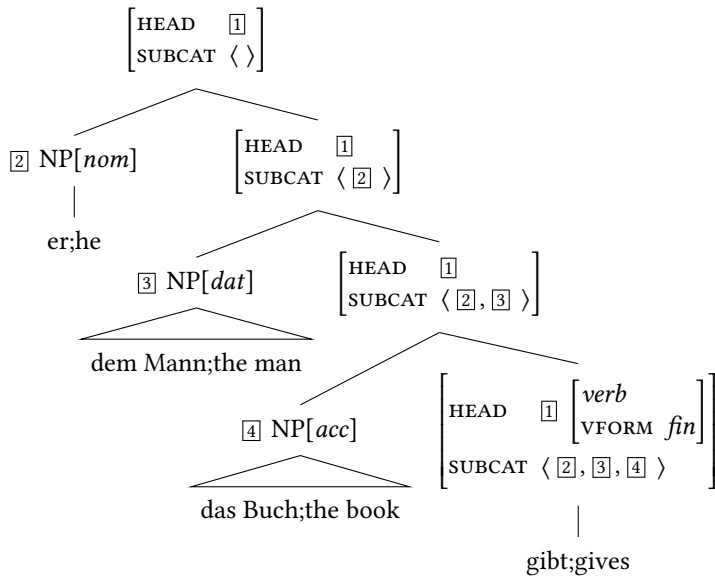 HEAD 1
SUBCAT ⟨ ⟩
2 NP[nom]
er;he
HEAD 1
SUBCAT ⟨ 2 ⟩
3 NP[dat]
dem Mann;the man
HEAD 1
SUBCAT ⟨ 2 , 3 ⟩
4 NP[acc]
das Buch;the book
verb
HEAD 1
VFORM fin
SUBCAT ⟨ 2 , 3 , 4 ⟩
gibt;gives